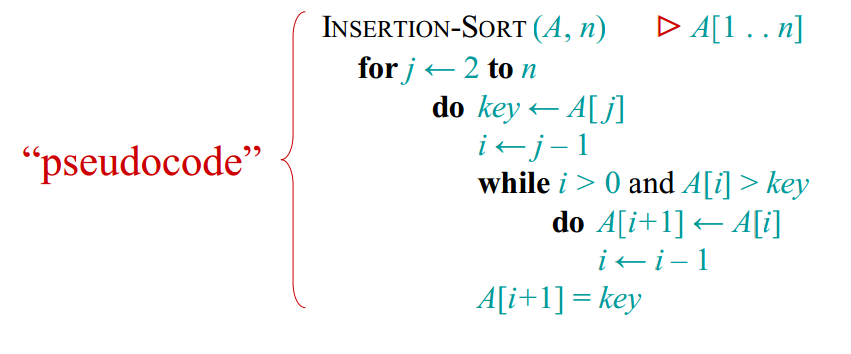 INSERTION-SORT (A, n) ▷ A[1 . . n]
for j ← 2 to n
do key ← A[ j]
i ← j – 1
“pseudocode”
while i > 0 and A[i] > key
do A[i+1] ← A[i]
i ← i – 1
A[i+1] = key